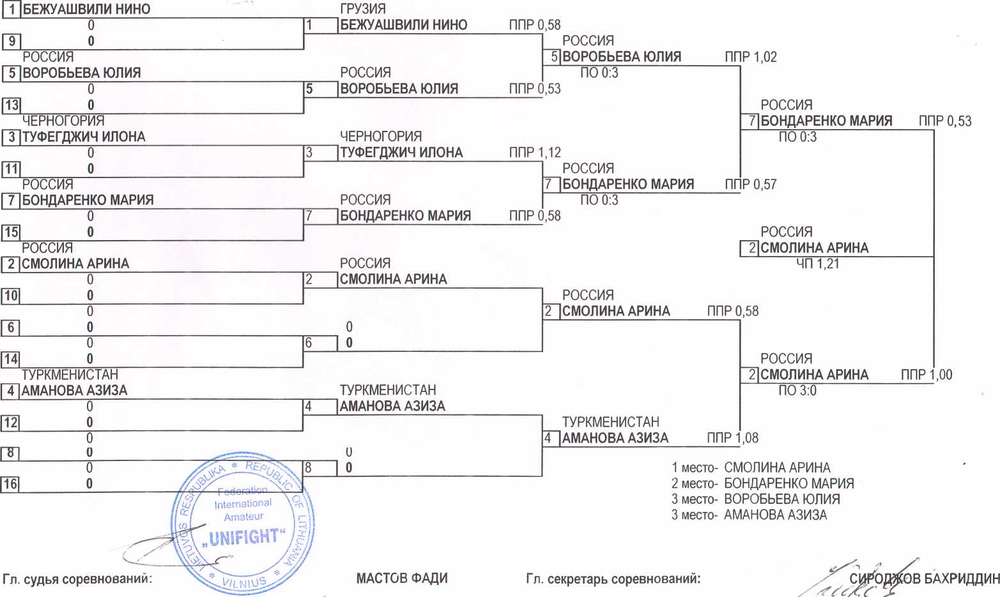 1 БЕЖУАШВИЛИ НИНО
ГРУЗИЯ
0
1 БЕЖУАШВИЛИ НИНО ППР 0,58
9 0
РОССИЯ
РОССИЯ
5 ВОРОБЬЕВА ЮЛИЯ ППР 1,02
5 ВОРОБЬЕВА ЮЛИЯ
РОССИЯ
ПО 0:3
0
5 ВОРОБЬЕВА ЮЛИЯ ППР 0,53
13 0
РОССИЯ
ЧЕРНОГОРИЯ
7 БОНДАРЕНКО МАРИЯ ППР 0,53
3 ТУФЕГДЖИЧ ИЛОНА
ЧЕРНОГОРИЯ
ПО 0:3
0
3 ТУФЕГДЖИЧ ИЛОНА ППР 1,12
11 0
РОССИЯ
РОССИЯ
7 БОНДАРЕНКО МАРИЯ ППР 0,57
7 БОНДАРЕНКО МАРИЯ
РОССИЯ
ПО 0:3
0
7 БОНДАРЕНКО МАРИЯ ППР 0,58
15 0
РОССИЯ
РОССИЯ
2 СМОЛИНА АРИНА
2 СМОЛИНА АРИНА
РОССИЯ
ЧП 1,21
0
2 СМОЛИНА АРИНА
10 0
РОССИЯ
0
2 СМОЛИНА АРИНА ППР 0,58
6 0
0
0
6 0
14 0
РОССИЯ
ТУРКМЕНИСТАН
2 СМОЛИНА АРИНА ППР 1,00
4 АМАНОВА АЗИЗА
ТУРКМЕНИСТАН
ПО 3:0
0
4 АМАНОВА АЗИЗА
12 0
ТУРКМЕНИСТАН
0
4 АМАНОВА АЗИЗА ППР 1,08
8 0
0
0
8 0
16 0
1 место- СМОЛИНА АРИНА
2 место- БОНДАРЕНКО МАРИЯ
3 место- ВОРОБЬЕВА ЮЛИЯ
3 место- АМАНОВА АЗИЗА
LIETUVOS RESPUBLIKA * REPUBLIC OF LITHUANIA * VILNIUS *
Federation
International
Amateur
„UNIFIGHT“
Гл. судья соревнований: МАСТОВ ФАДИ Гл. секретарь соревнований: СИРОДЖОВ БАХРИДДИН